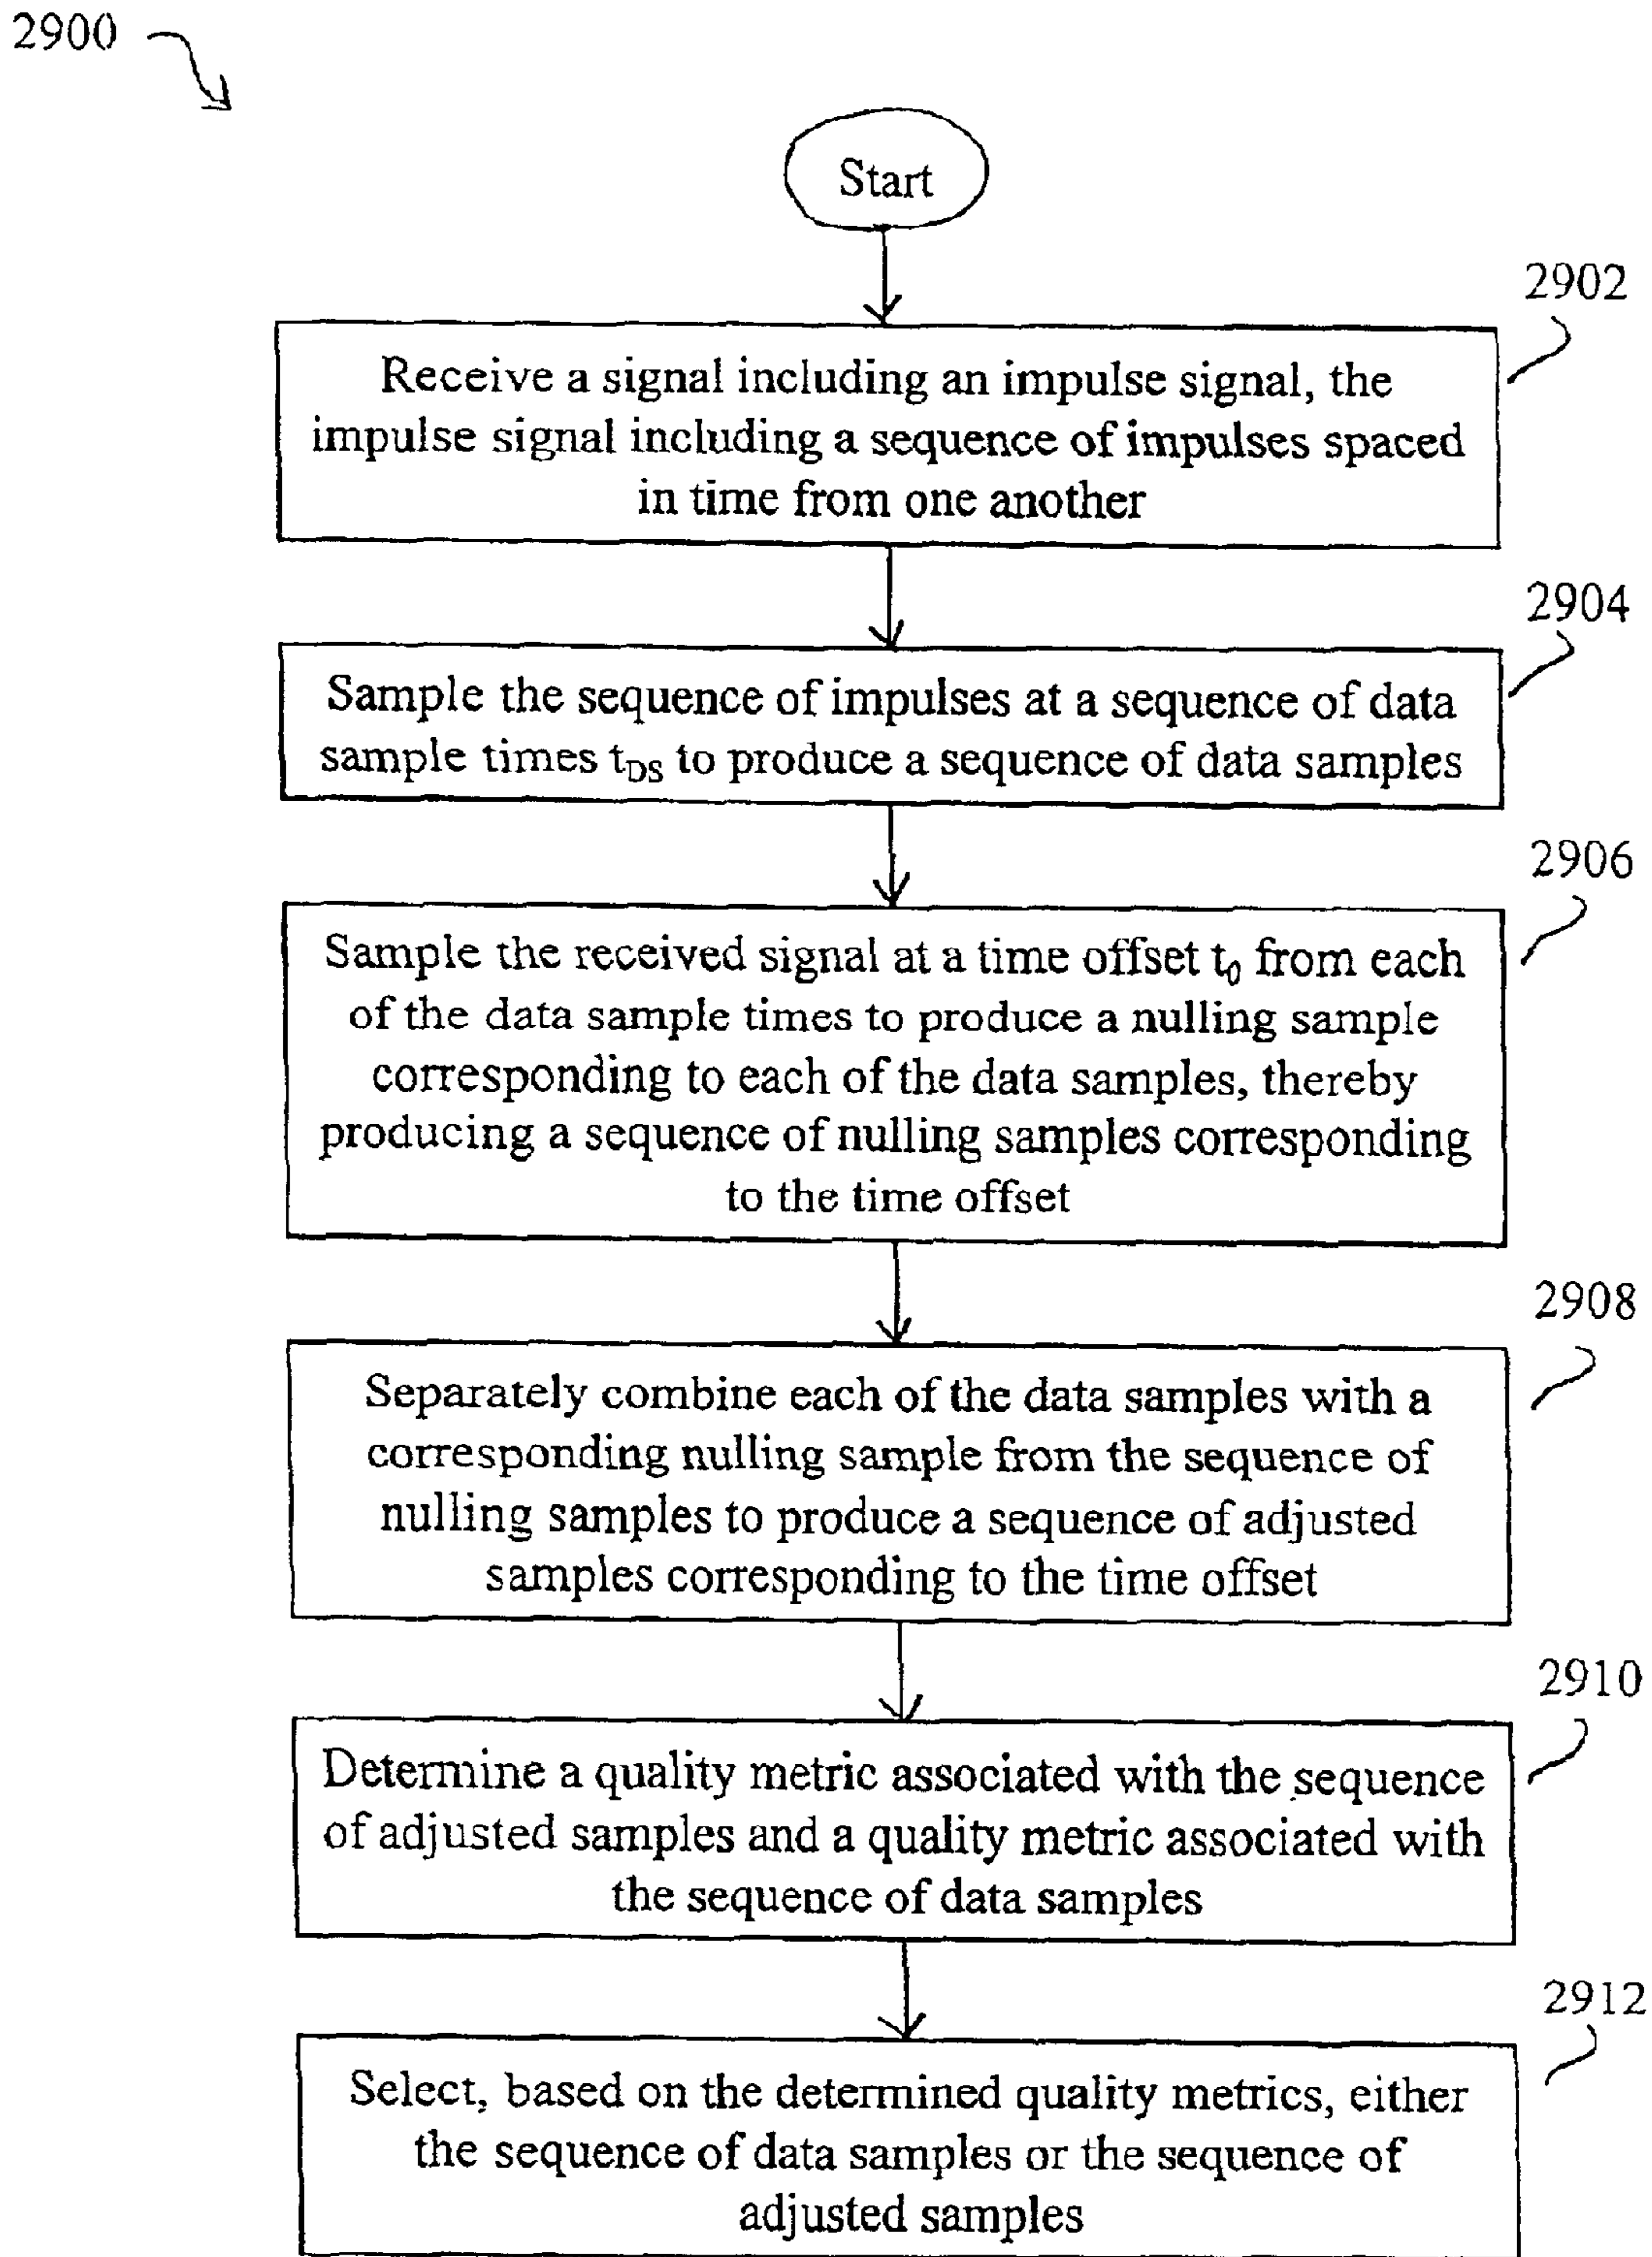 2900
Start
2902
Receive a signal including an impulse signal, the
impulse signal including a sequence of impulses spaced
in time from one another
2904
Sample the sequence of impulses at a sequence of data
sample times tDS to produce a sequence of data samples
2906
Sample the received signal at a time offset t0 from each
of the data sample times to produce a nulling sample
corresponding to each of the data samples, thereby
producing a sequence of nulling samples corresponding
to the time offset
2908
Separately combine each of the data samples with a
corresponding nulling sample from the sequence of
nulling samples to produce a sequence of adjusted
samples corresponding to the time offset
2910
Determine a quality metric associated with the sequence
of adjusted samples and a quality metric associated with
the sequence of data samples
2912
Select, based on the determined quality metrics, either
the sequence of data samples or the sequence of
adjusted samples